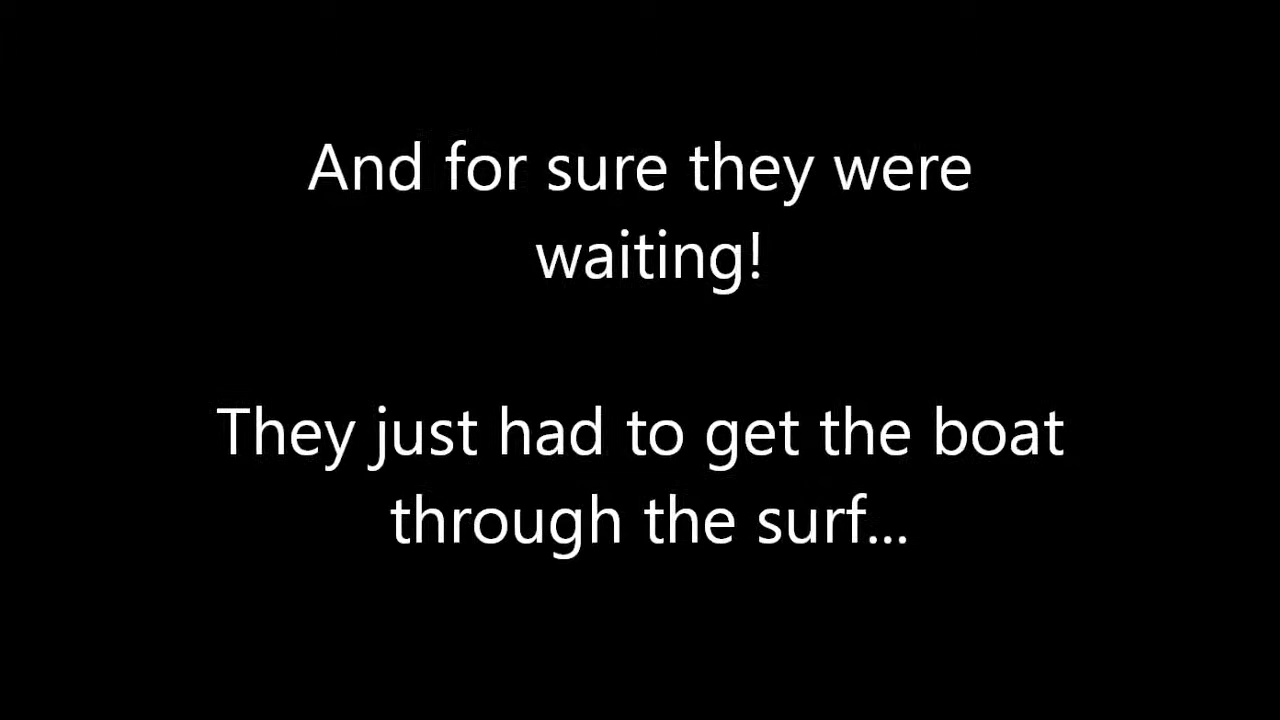 And for sure they were
waiting!
They just had to get the boat
through the surf...